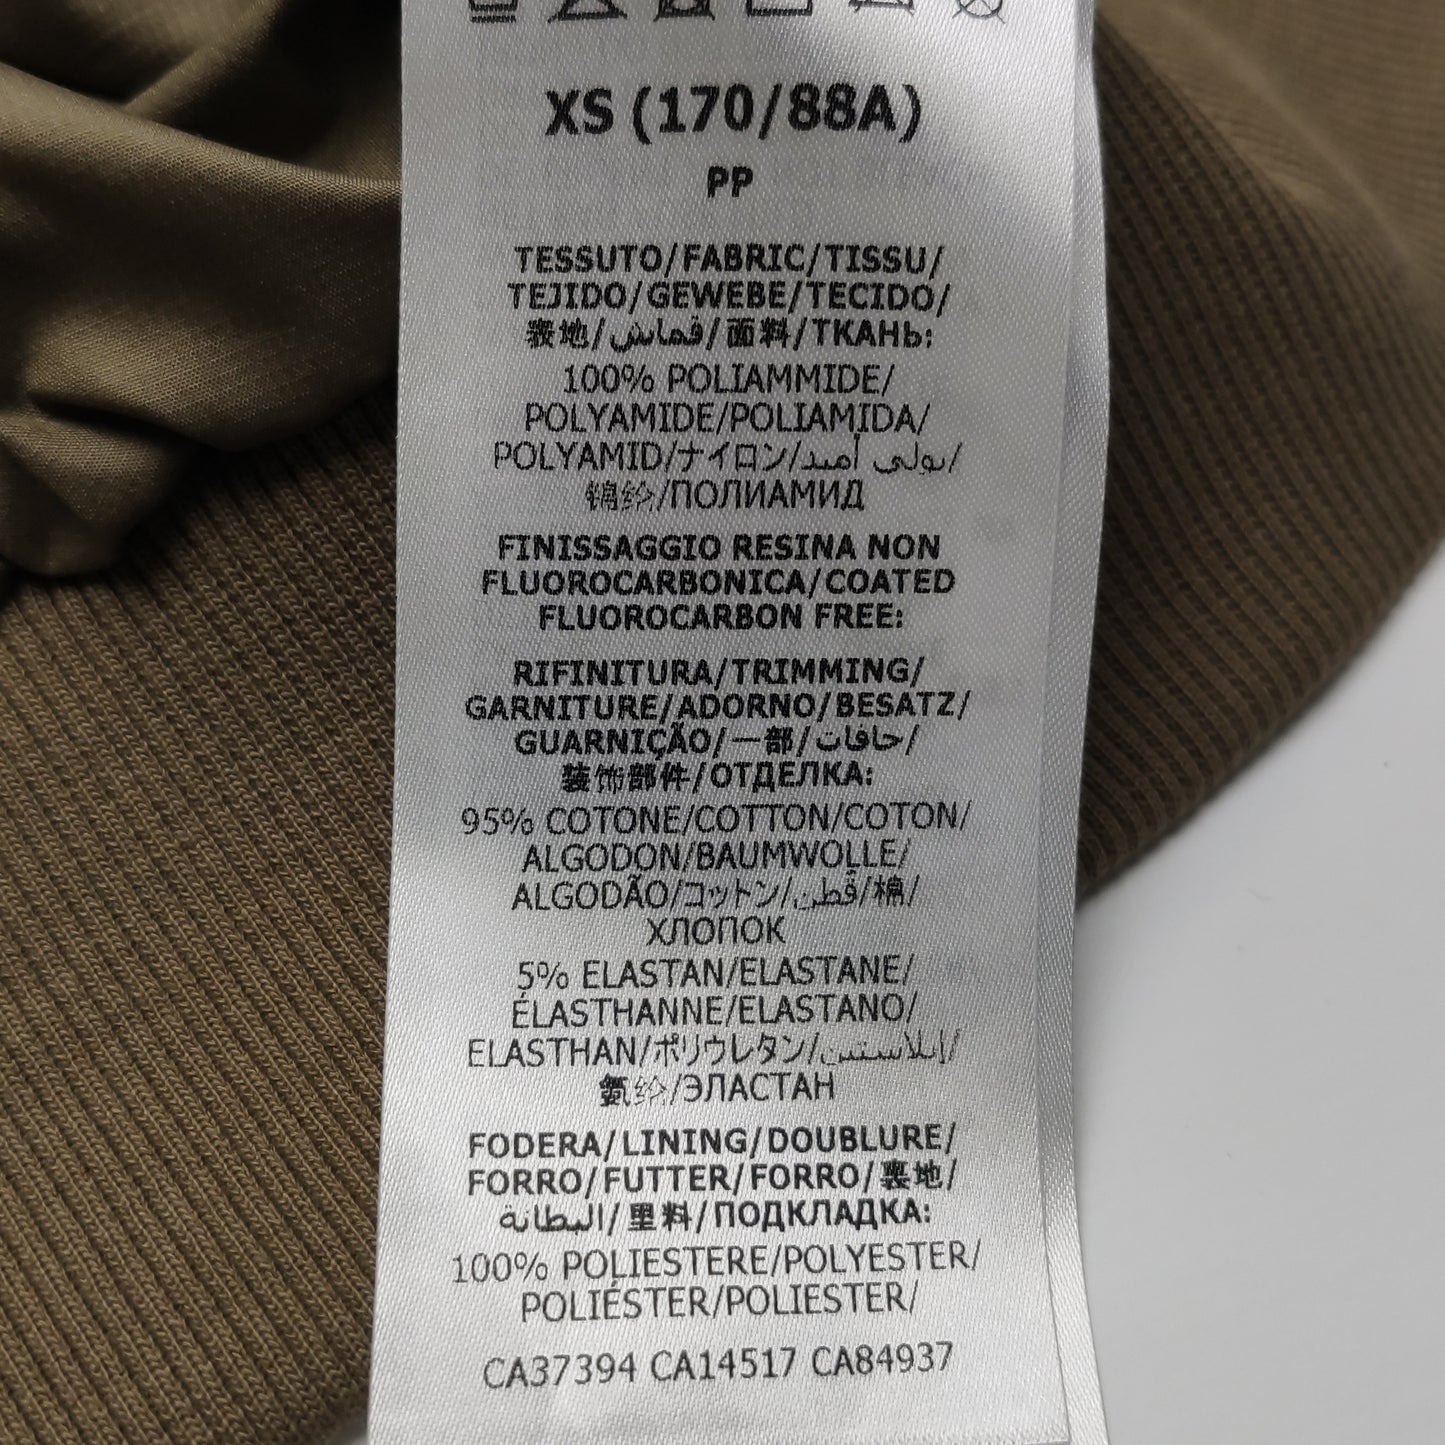 XS (170/88A)
PP
TESSUTO/FABRIC/TISSU/
TEJIDO/GEWEBE/TECIDO/
表地/قماش/面料/ТКАНЬ:
100% POLIAMMIDE/
POLYAMIDE/POLIAMIDA/
POLYAMID/ナイロン/بولي أميد/
锦纶/ПОЛИАМИД
FINISSAGGIO RESINA NON
FLUOROCARBONICA/COATED
FLUOROCARBON FREE:
RIFINITURA/TRIMMING/
GARNITURE/ADORNO/BESATZ/
GUARNIÇÃO/一部/حافات/
装饰部件/ОТДЕЛКА:
95% COTONE/COTTON/COTON/
ALGODON/BAUMWOLLE/
ALGODÃO/コットン/قطن/棉/
ХЛОПОК
5% ELASTAN/ELASTANE/
ÉLASTHANNE/ELASTANO/
ELASTHAN/ポリウレタン/إيلاستين/
氨纶/ЭЛАСТАН
FODERA/LINING/DOUBLURE/
FORRO/FUTTER/FORRO/裏地/
البطانة/里料/ПОДКЛАДКА:
100% POLIESTERE/POLYESTER/
POLIÉSTER/POLIESTER/
CA37394 CA14517 CA84937